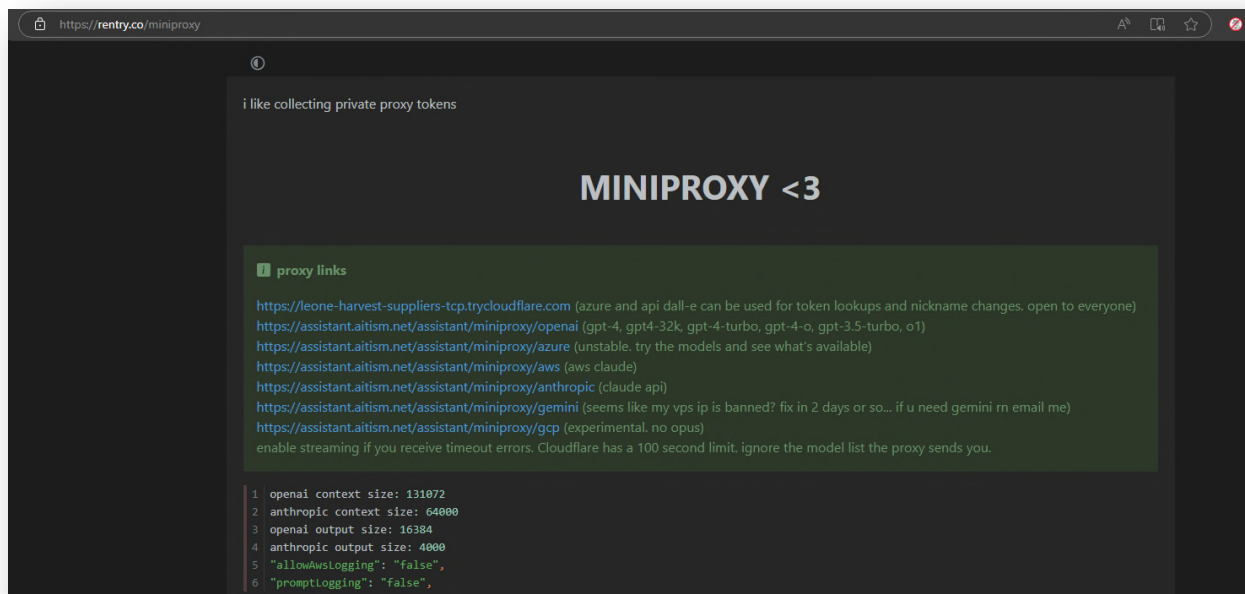 https://rentry.co/miniproxy
i like collecting private proxy tokens
MINIPROXY <3
i proxy links
https://leone-harvest-suppliers-tcp.trycloudflare.com (azure and api dall-e can be used for token lookups and nickname changes. open to everyone)
https://assistant.aitism.net/assistant/miniproxy/openai (gpt-4, gpt4-32k, gpt-4-turbo, gpt-4-o, gpt-3.5-turbo, o1)
https://assistant.aitism.net/assistant/miniproxy/azure (unstable. try the models and see what's available)
https://assistant.aitism.net/assistant/miniproxy/aws (aws claude)
https://assistant.aitism.net/assistant/miniproxy/anthropic (claude api)
https://assistant.aitism.net/assistant/miniproxy/gemini (seems like my vps ip is banned? fix in 2 days or so... if u need gemini rn email me)
https://assistant.aitism.net/assistant/miniproxy/gcp (experimental. no opus)
enable streaming if you receive timeout errors. Cloudflare has a 100 second limit. ignore the model list the proxy sends you.
1 openai context size: 131072
2 anthropic context size: 64000
3 openai output size: 16384
4 anthropic output size: 4000
5 "allowAwsLogging": "false",
6 "promptLogging": "false",